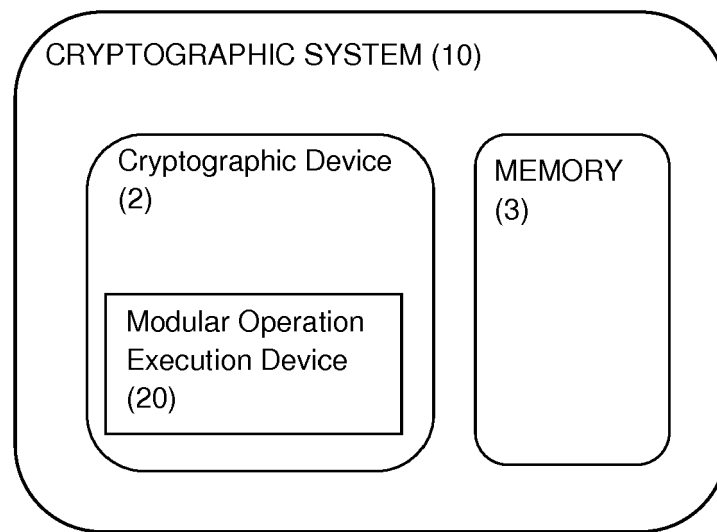 CRYPTOGRAPHIC SYSTEM (10)
Cryptographic Device
(2)
MEMORY
(3)
Modular Operation
Execution Device
(20)